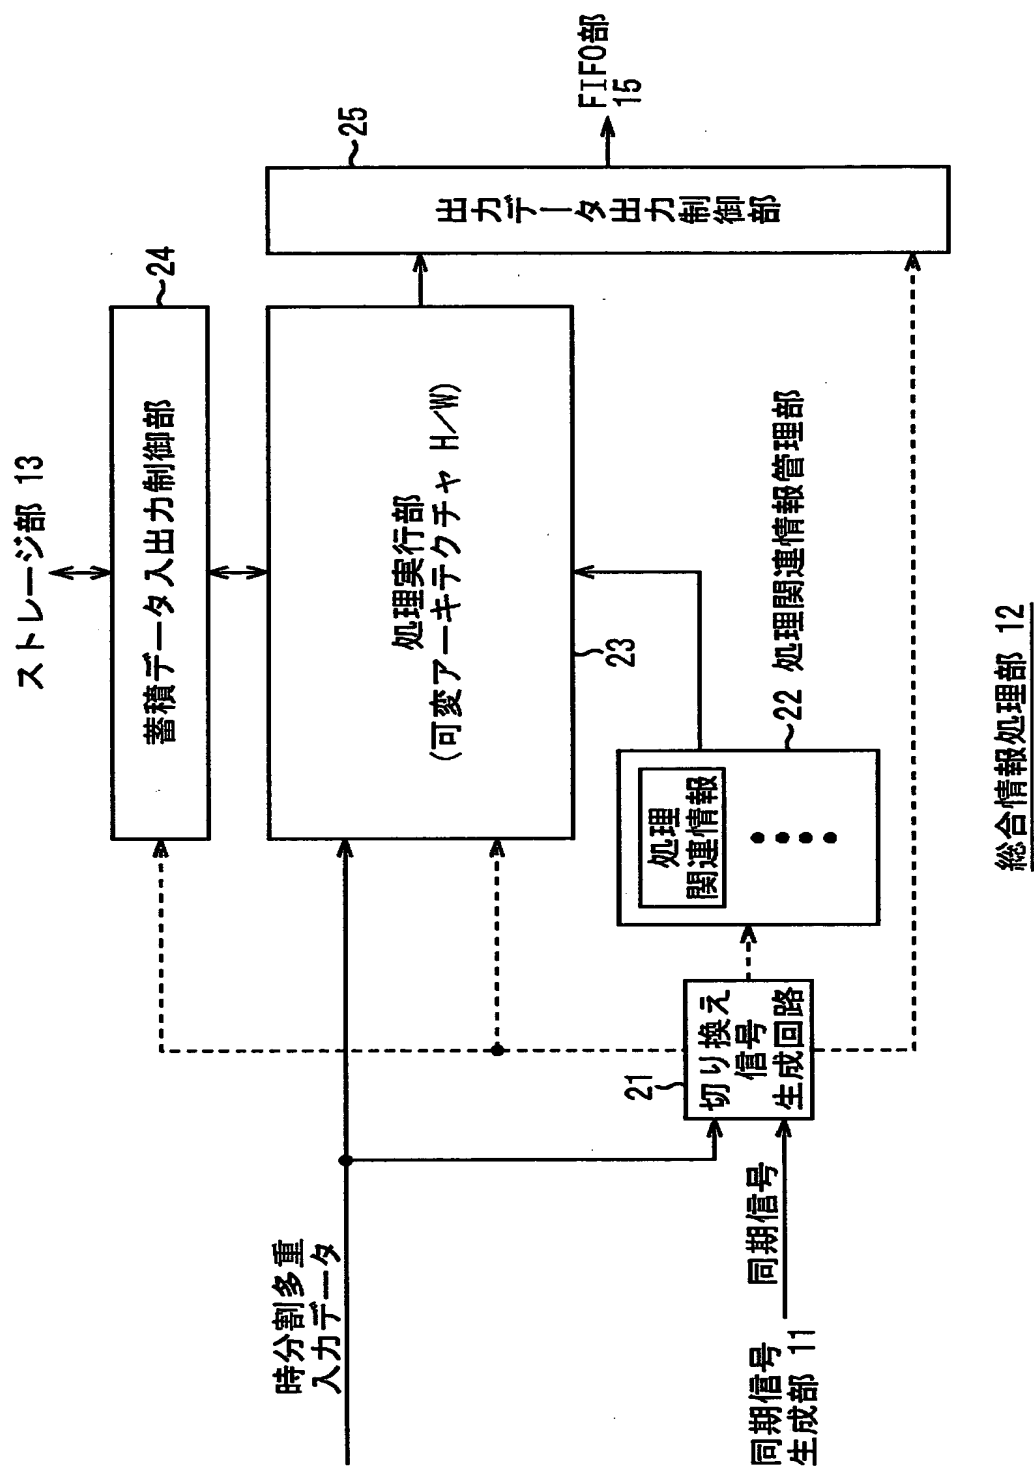 ストレージ部 13
蓄積データ入出力制御部
24
処理実行部
(可変アーキテクチャ H/W)
23
出力データ出力制御部
25
FIFO部
15
時分割多重
入力データ
処理
関連情報
22 処理関連情報管理部
21
切り換え
信号
生成回路
同期信号
同期信号
生成部 11
総合情報処理部 12